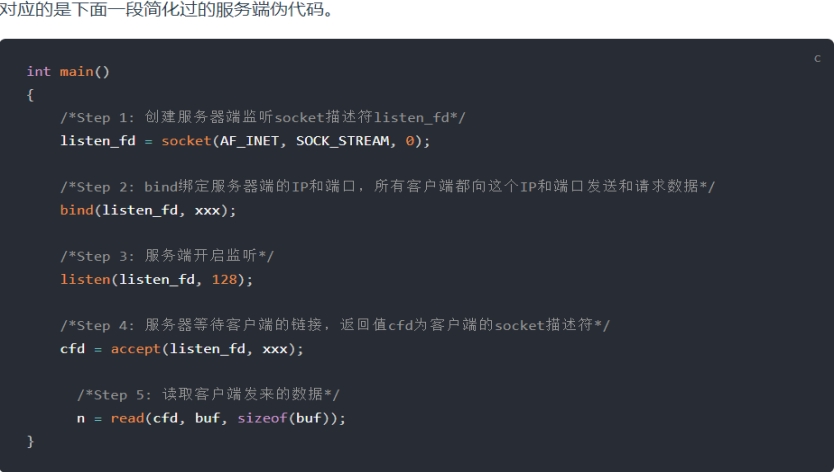 对应的是下面一段简化过的服务端伪代码。
c
int main()
{
    /*Step 1: 创建服务器端监听socket描述符listen_fd*/
    listen_fd = socket(AF_INET, SOCK_STREAM, 0);
    /*Step 2: bind绑定服务器端的IP和端口，所有客户端都向这个IP和端口发送和请求数据*/
    bind(listen_fd, xxx);
    /*Step 3: 服务端开启监听*/
    listen(listen_fd, 128);
    /*Step 4: 服务器等待客户端的链接，返回值cfd为客户端的socket描述符*/
    cfd = accept(listen_fd, xxx);
      /*Step 5: 读取客户端发来的数据*/
      n = read(cfd, buf, sizeof(buf));
}